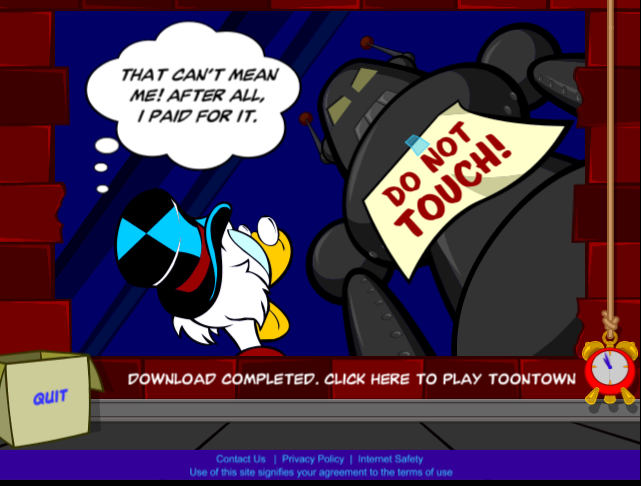 THAT CAN'T MEAN
ME! AFTER ALL,
I PAID FOR IT.
DO NOT
TOUCH!
QUIT
DOWNLOAD COMPLETED. CLICK HERE TO PLAY TOONTOWN
Contact Us | Privacy Policy | Internet Safety
Use of this site signifies your agreement to the terms of use